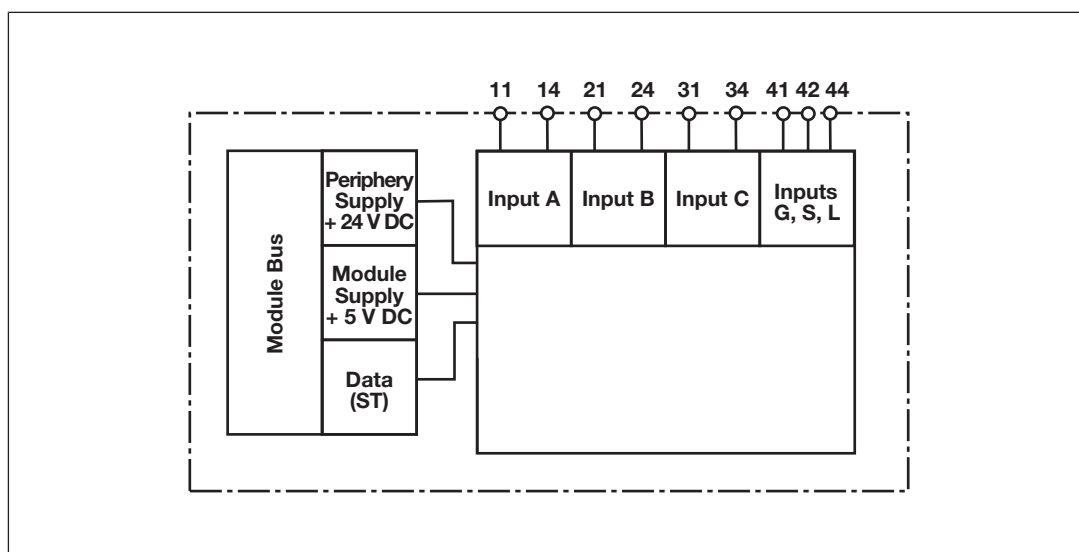 11 14 21 24 31 34 41 42 44
Module Bus
Periphery
Supply
+ 24 V DC
Module
Supply
+ 5 V DC
Data
(ST)
Input A
Input B
Input C
Inputs
G, S, L